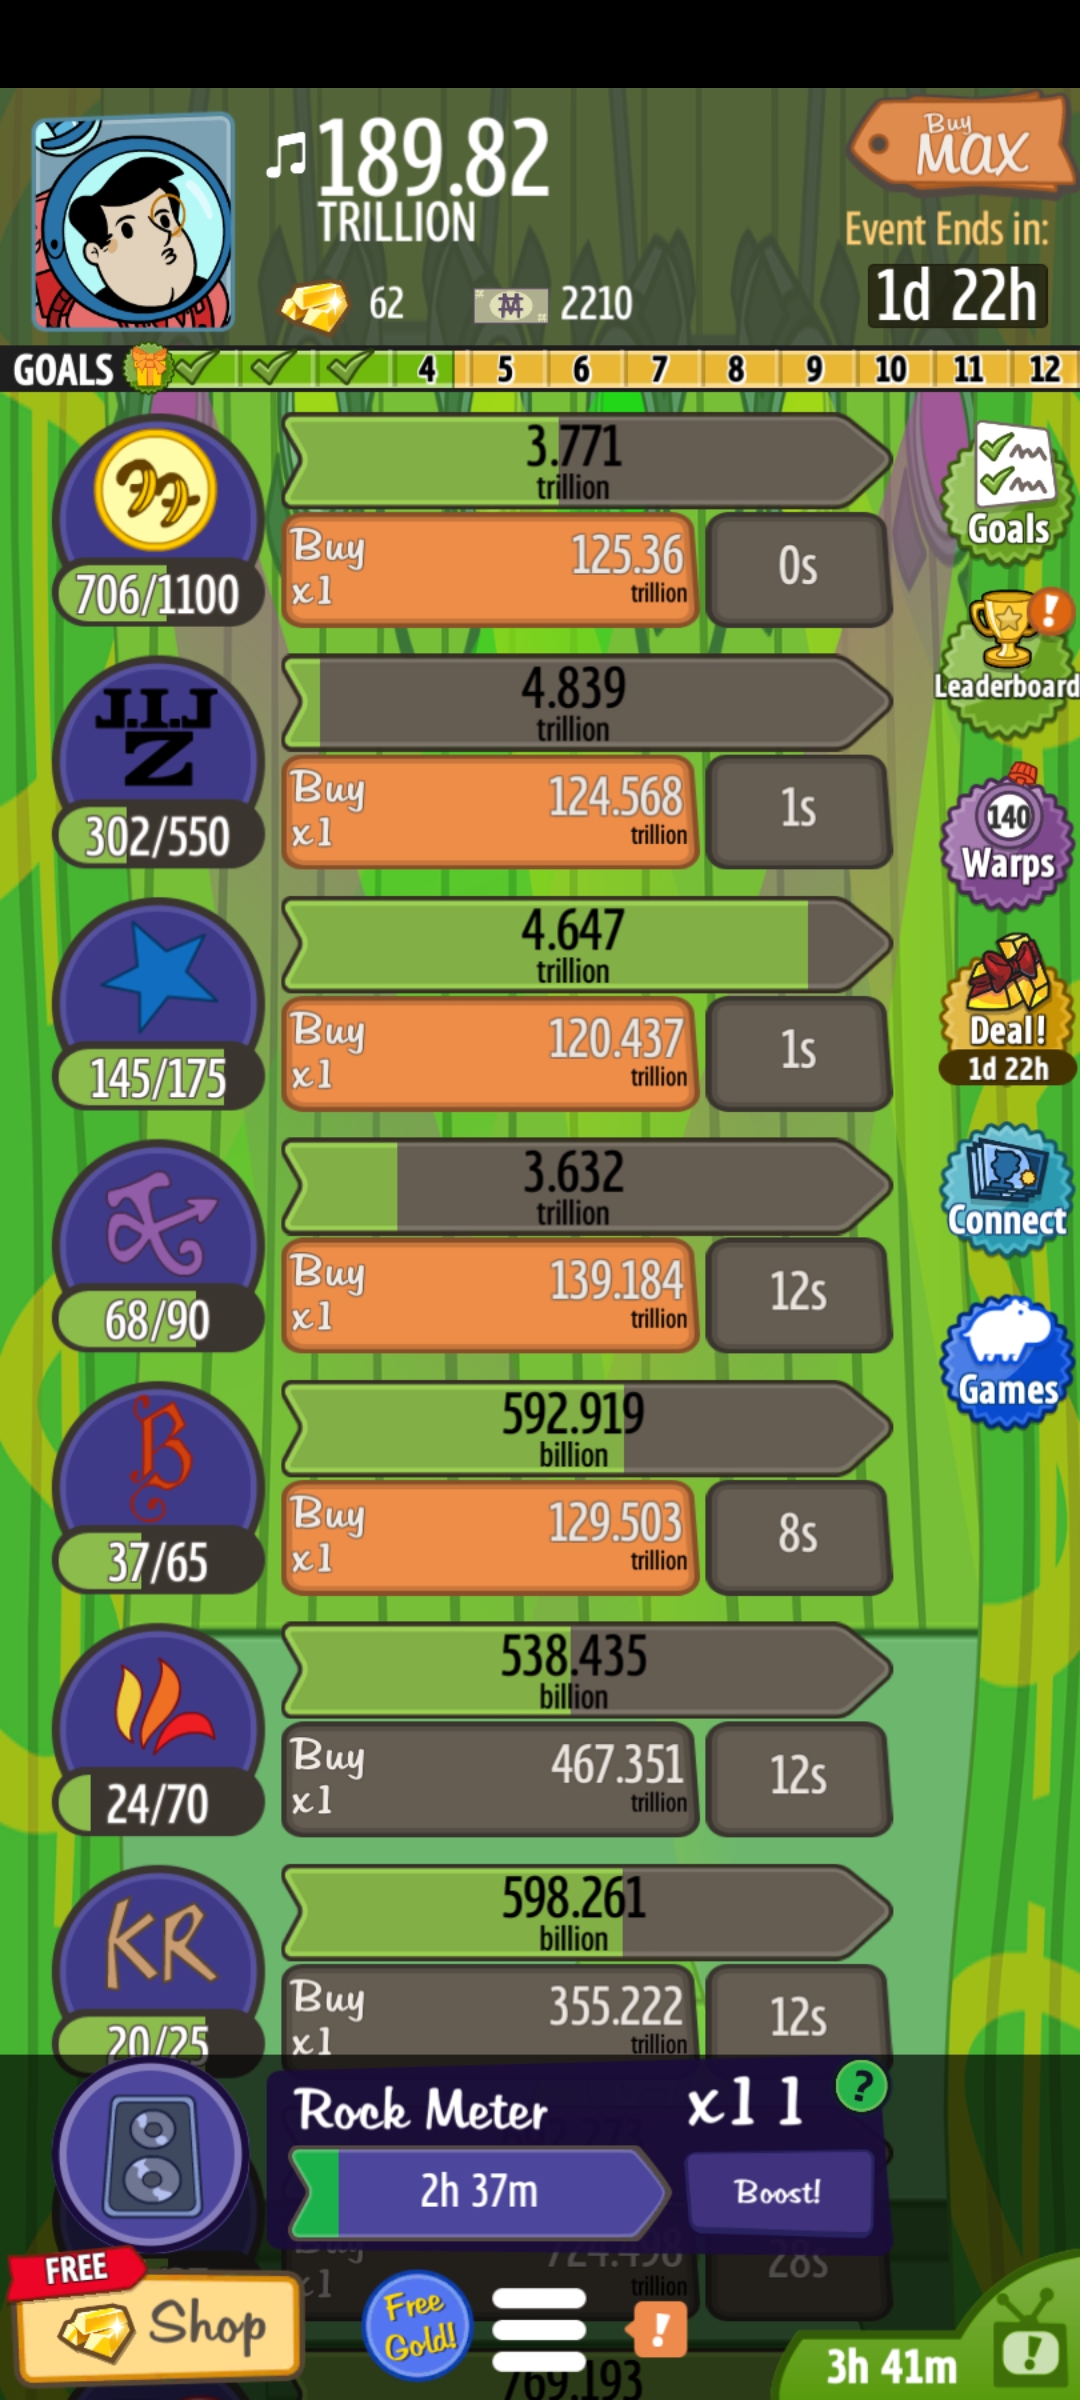 189.82
TRILLION
62
2210
Buy
MAX
Event Ends in:
1d 22h
GOALS 4 5 6 7 8 9 10 11 12
3.771
trillion
706/1100
Buy
x1
125.36
trillion
0s
Goals
J.I.J
Z
302/550
4.839
trillion
Buy
x1
124.568
trillion
1s
!
Leaderboard
140
Warps
145/175
4.647
trillion
Buy
x1
120.437
trillion
1s
Deal!
1d 22h
68/90
3.632
trillion
Buy
x1
139.184
trillion
12s
Connect
Games
B
37/65
592.919
billion
Buy
x1
129.503
trillion
8s
24/70
538.435
billion
Buy
x1
467.351
trillion
12s
KR
20/25
598.261
billion
Buy
x1
355.222
trillion
12s
Rock Meter
x11
?
2h 37m
Boost!
Buy
x1
724.498
trillion
28s
FREE
Shop
Free
Gold!
!
769.193
3h 41m
!